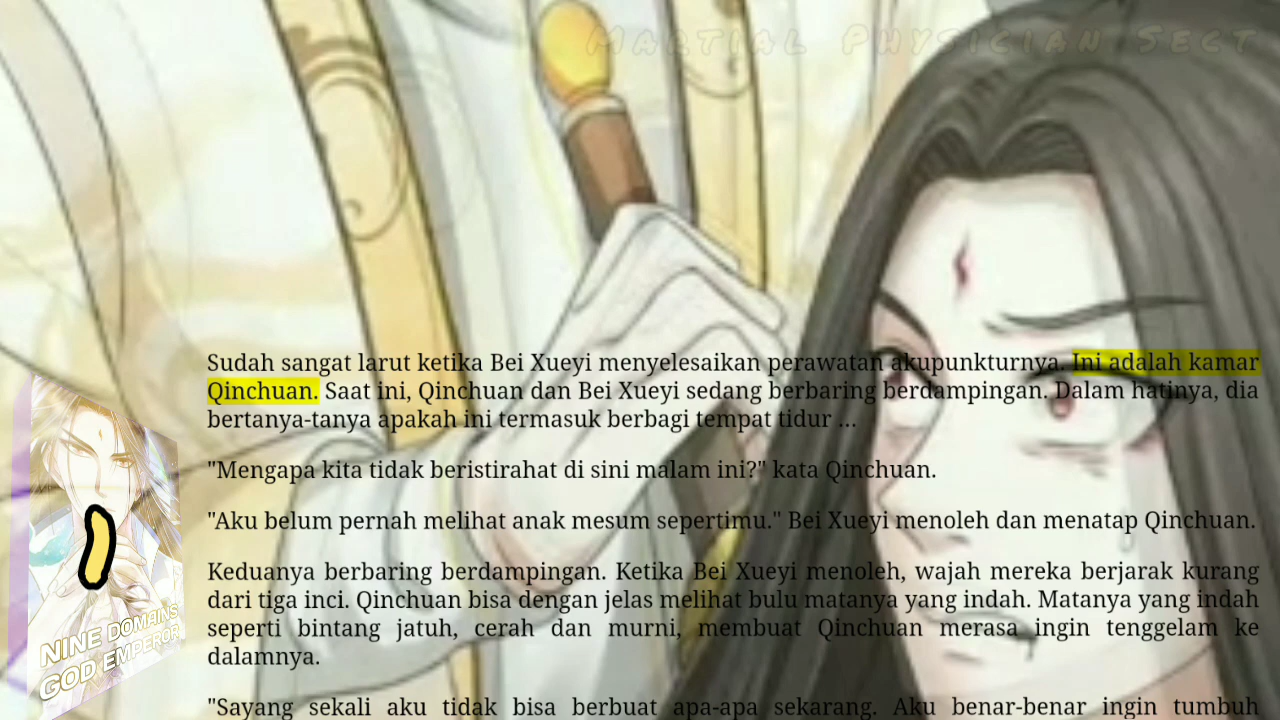 Martial Physician Sect
Sudah sangat larut ketika Bei Xueyi menyelesaikan perawatan akupunkturnya. Ini adalah kamar
Qinchuan. Saat ini, Qinchuan dan Bei Xueyi sedang berbaring berdampingan. Dalam hatinya, dia
bertanya-tanya apakah ini termasuk berbagi tempat tidur ...
"Mengapa kita tidak beristirahat di sini malam ini?" kata Qinchuan.
"Aku belum pernah melihat anak mesum sepertimu." Bei Xueyi menoleh dan menatap Qinchuan.
Keduanya berbaring berdampingan. Ketika Bei Xueyi menoleh, wajah mereka berjarak kurang
dari tiga inci. Qinchuan bisa dengan jelas melihat bulu matanya yang indah. Matanya yang indah
seperti bintang jatuh, cerah dan murni, membuat Qinchuan merasa ingin tenggelam ke
dalamnya.
"Sayang sekali aku tidak bisa berbuat apa-apa sekarang. Aku benar-benar ingin tumbuh
NINE DOMAINS
GOD EMPEROR